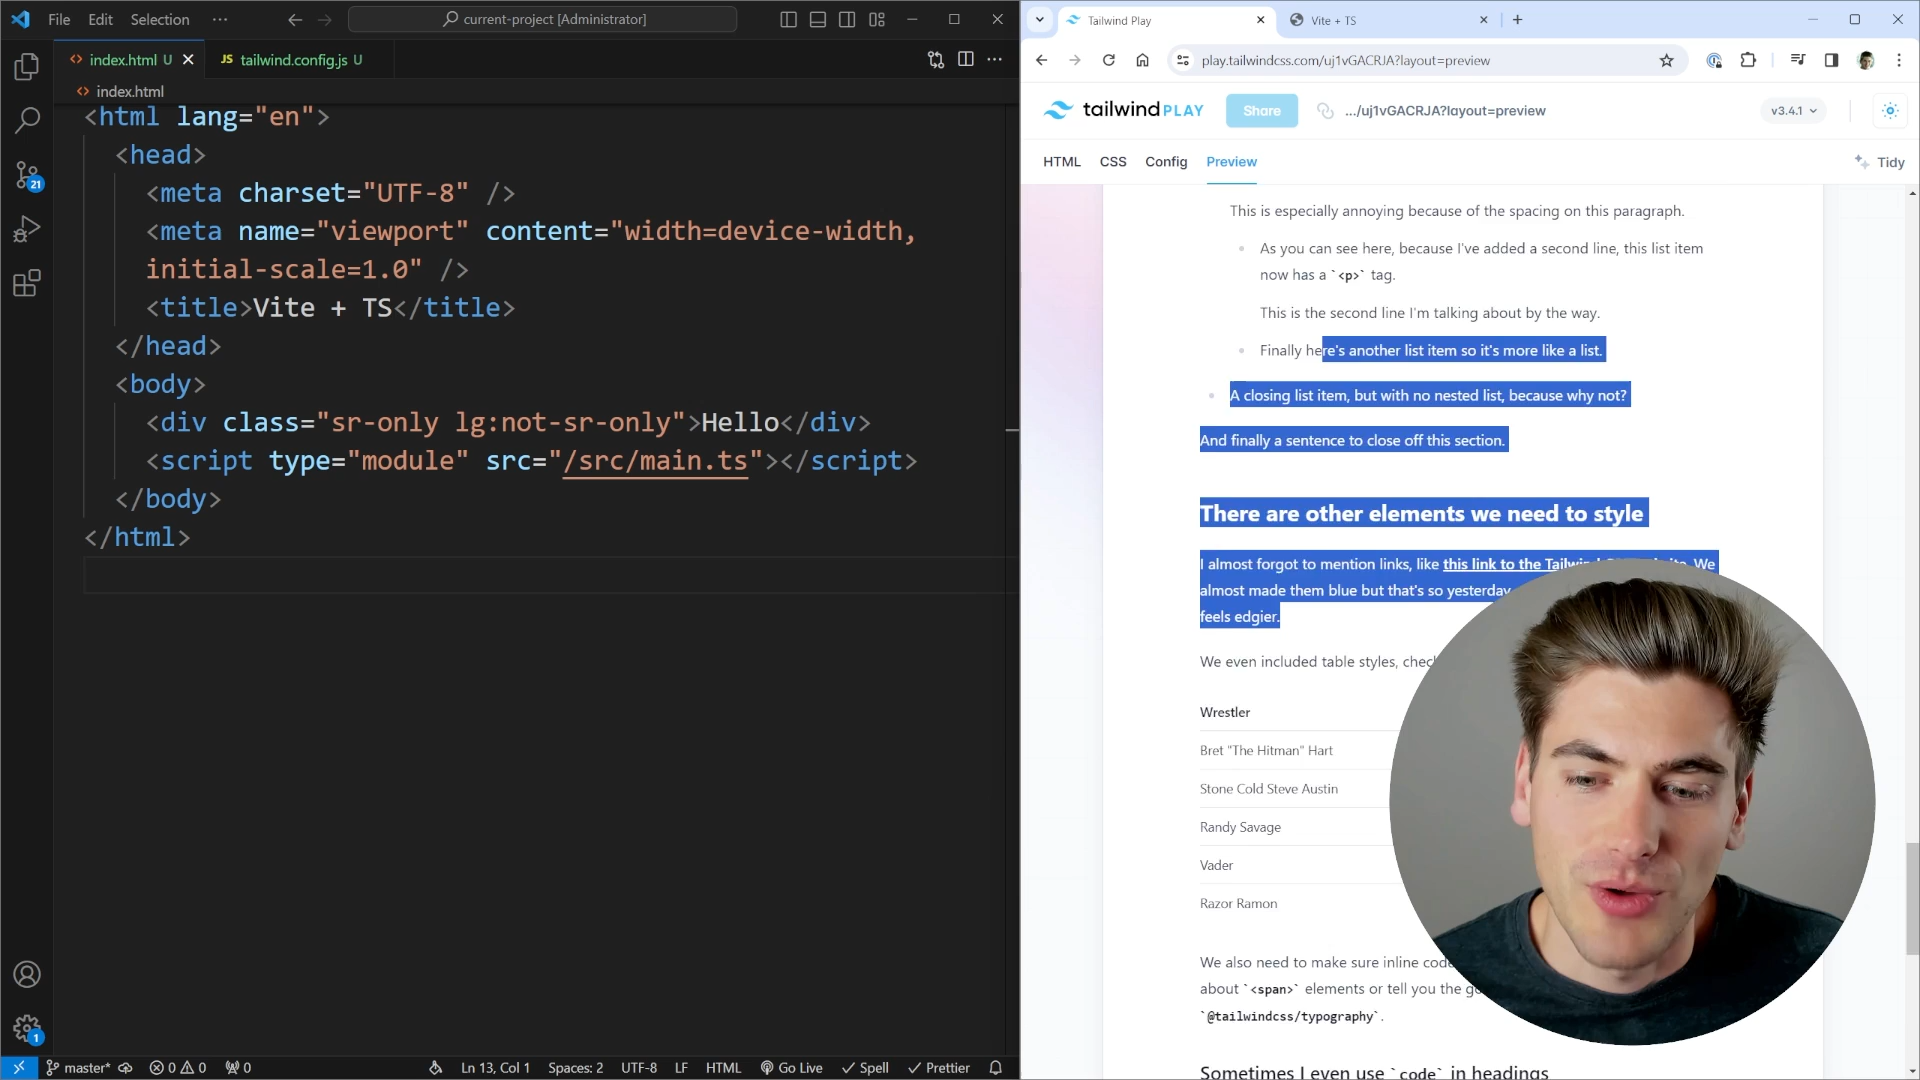 File Edit Selection ···
current-project [Administrator]
index.html U
JS tailwind.config.js U
index.html
<html lang="en">
<head>
<meta charset="UTF-8" />
<meta name="viewport" content="width=device-width,
initial-scale=1.0" />
<title>Vite + TS</title>
</head>
<body>
<div class="sr-only lg:not-sr-only">Hello</div>
<script type="module" src="/src/main.ts"></script>
</body>
</html>
21
1
master* 0 0 0 Ln 13, Col 1 Spaces: 2 UTF-8 LF HTML Go Live Spell Prettier
Tailwind Play
Vite + TS
play.tailwindcss.com/uj1vGACRJA?layout=preview
tailwind PLAY
Share
.../uj1vGACRJA?layout=preview
v3.4.1
HTML CSS Config Preview
Tidy
This is especially annoying because of the spacing on this paragraph.
As you can see here, because I've added a second line, this list item
now has a `<p>` tag.
This is the second line I'm talking about by the way.
Finally here's another list item so it's more like a list.
A closing list item, but with no nested list, because why not?
And finally a sentence to close off this section.
There are other elements we need to style
I almost forgot to mention links, like this link to the Tailwi We
almost made them blue but that's so yesterday
feels edgier.
We even included table styles, chec
Wrestler
Bret "The Hitman" Hart
Stone Cold Steve Austin
Randy Savage
Vader
Razor Ramon
We also need to make sure inline code
about `<span>` elements or tell you the go
`@tailwindcss/typography`.
Sometimes I even use `code` in headings